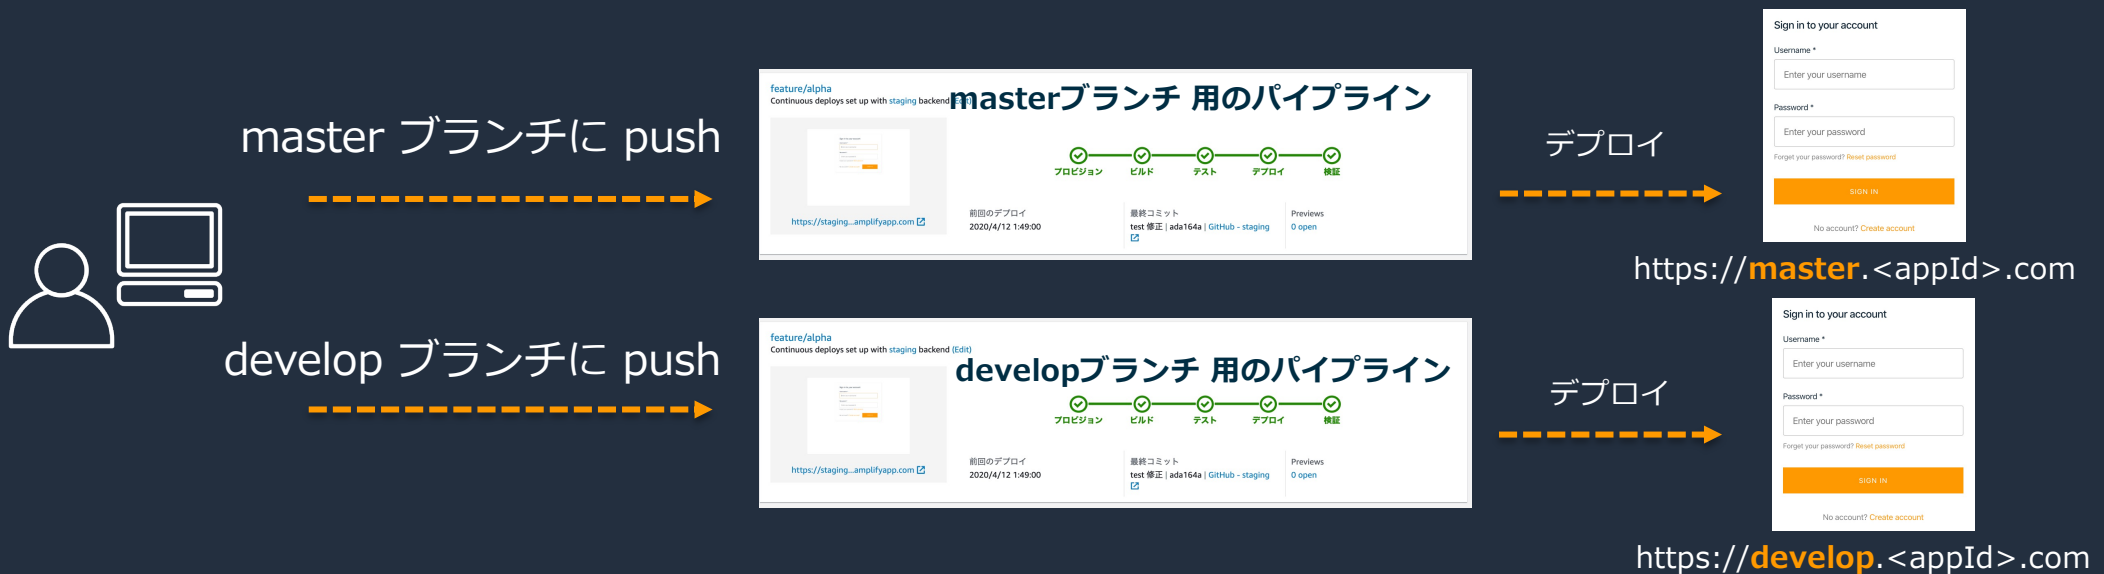 master ブランチに push
feature/alpha
Continuous deploys set up with staging backend (Edit)
masterブランチ 用のパイプライン
プロビジョン ビルド テスト デプロイ 検証
https://staging...amplifyapp.com
前回のデプロイ
2020/4/12 1:49:00
最終コミット
test 修正 | ada164a | GitHub - staging
Previews
0 open
デプロイ
Sign in to your account
Username *
Enter your username
Password *
Enter your password
Forget your password? Reset password
SIGN IN
No account? Create account
https://master.<appId>.com
develop ブランチに push
feature/alpha
Continuous deploys set up with staging backend (Edit)
developブランチ 用のパイプライン
プロビジョン ビルド テスト デプロイ 検証
https://staging...amplifyapp.com
前回のデプロイ
2020/4/12 1:49:00
最終コミット
test 修正 | ada164a | GitHub - staging
Previews
0 open
デプロイ
Sign in to your account
Username *
Enter your username
Password *
Enter your password
Forget your password? Reset password
SIGN IN
No account? Create account
https://develop.<appId>.com